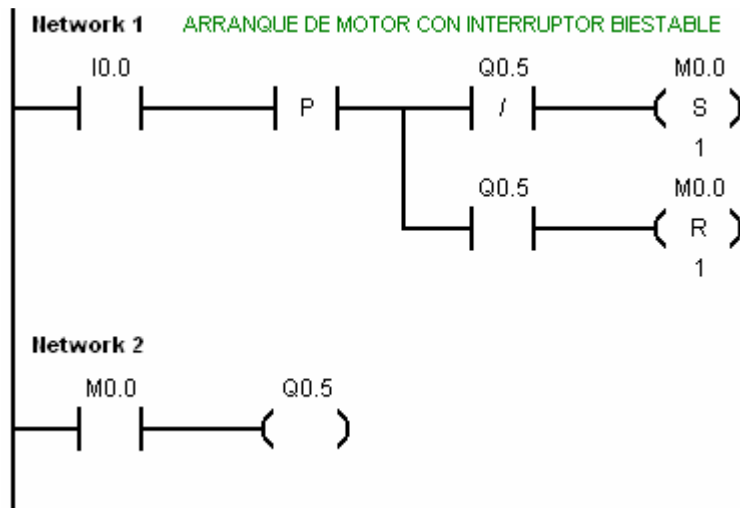 Network 1 ARRANQUE DE MOTOR CON INTERRUPTOR BIESTABLE
I0.0 Q0.5 M0.0
P / S
1
Q0.5 M0.0
R
1
Network 2
M0.0 Q0.5